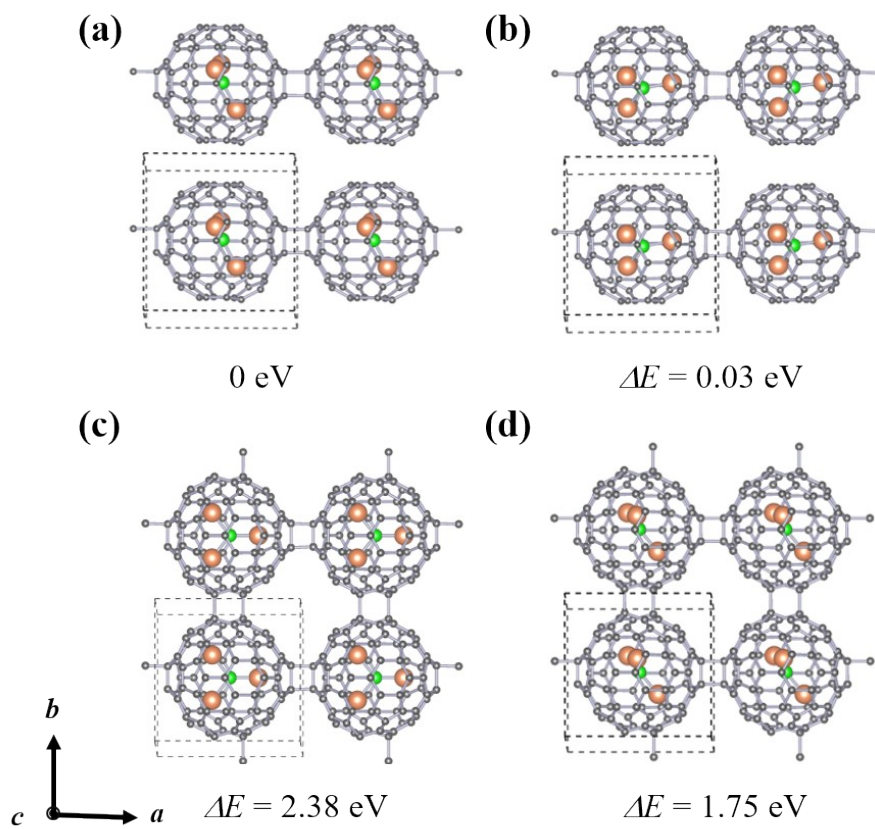 (a)
(b)
0 eV
ΔE = 0.03 eV
(c)
(d)
b
c
a
ΔE = 2.38 eV
ΔE = 1.75 eV